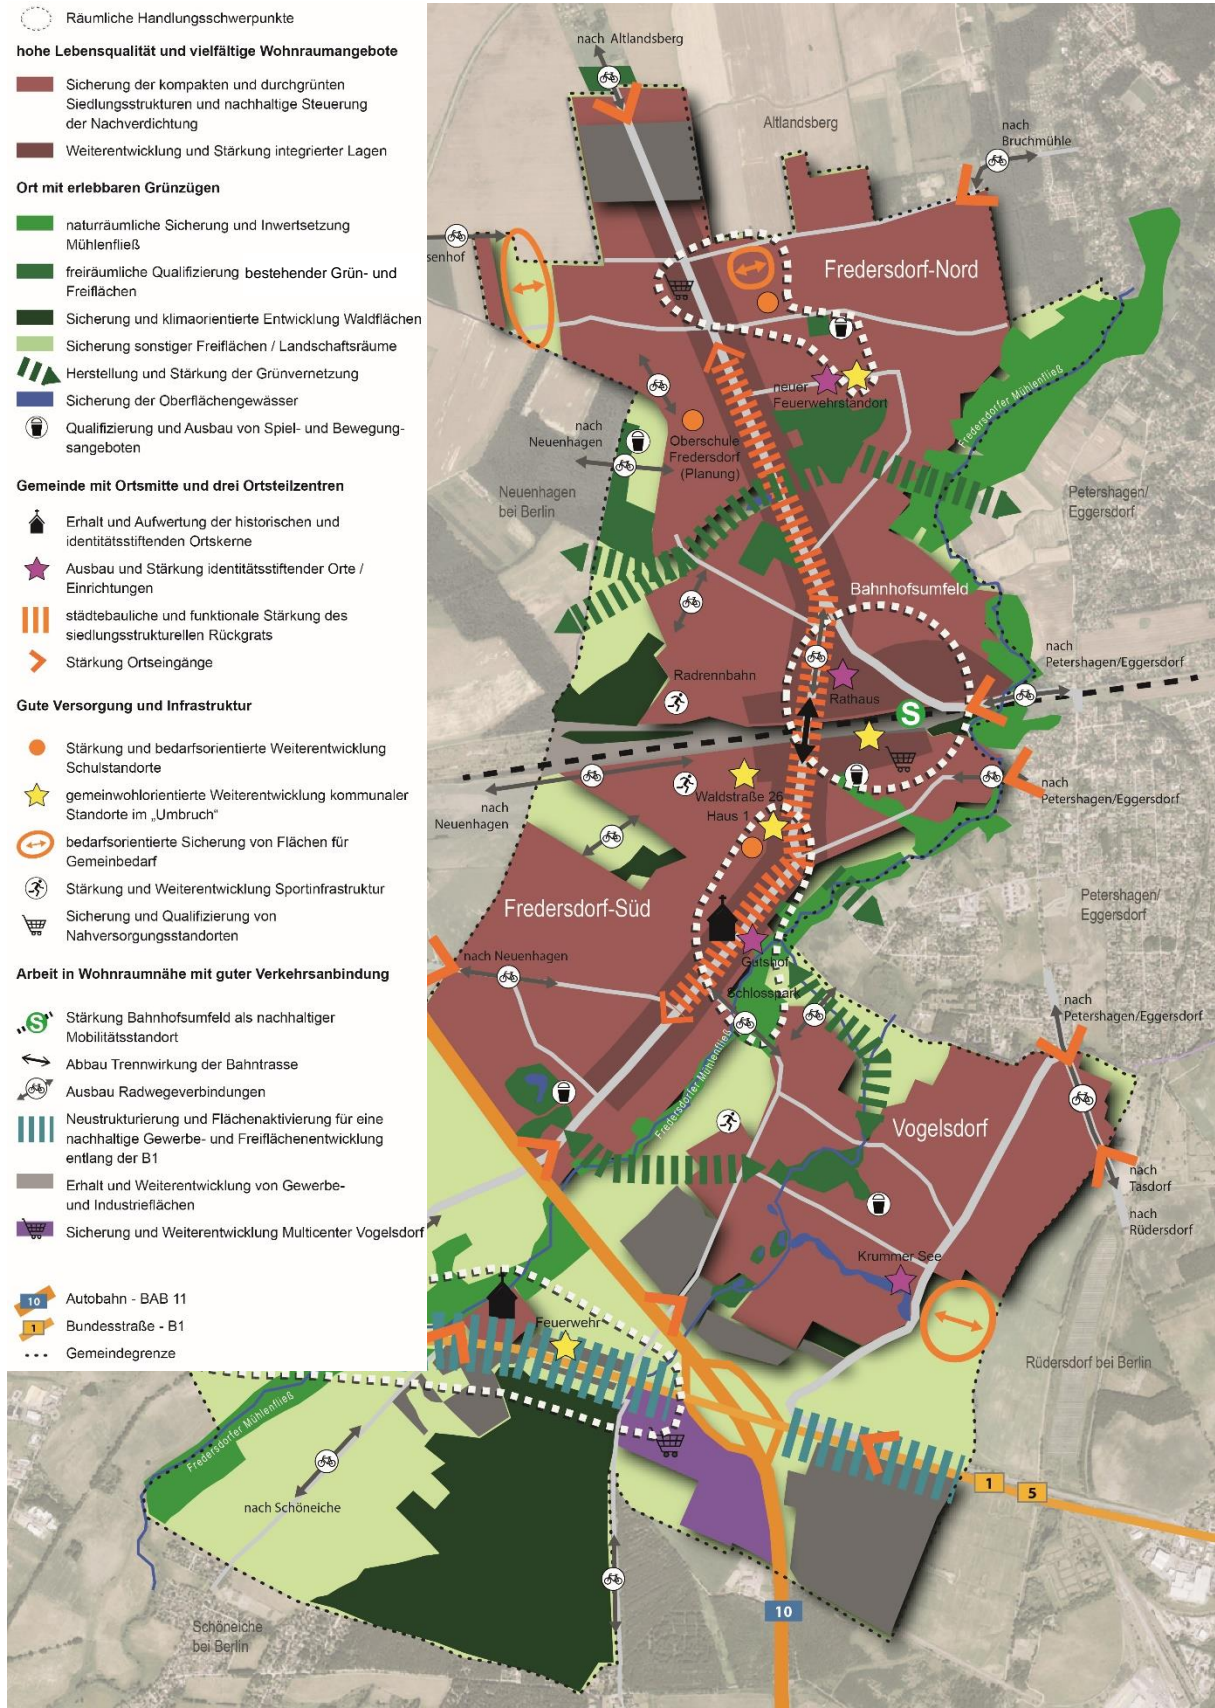 Räumliche Handlungsschwerpunkte
hohe Lebensqualität und vielfältige Wohnraumangebote
Sicherung der kompakten und durchgrünten
Siedlungsstrukturen und nachhaltige Steuerung
der Nachverdichtung
Weiterentwicklung und Stärkung integrierter Lagen
Ort mit erlebbaren Grünzügen
naturräumliche Sicherung und Inwertsetzung
Mühlenfließ
freiräumliche Qualifizierung bestehender Grün- und
Freiflächen
Sicherung und klimaorientierte Entwicklung Waldflächen
Sicherung sonstiger Freiflächen / Landschaftsräume
Herstellung und Stärkung der Grünvernetzung
Sicherung der Oberflächengewässer
Qualifizierung und Ausbau von Spiel- und Bewegung-
sangeboten
Gemeinde mit Ortsmitte und drei Ortsteilzentren
Erhalt und Aufwertung der historischen und
identitätsstiftenden Ortskerne
Ausbau und Stärkung identitätsstiftender Orte /
Einrichtungen
städtebauliche und funktionale Stärkung des
siedlungsstrukturellen Rückgrats
Stärkung Ortseingänge
Gute Versorgung und Infrastruktur
Stärkung und bedarfsorientierte Weiterentwicklung
Schulstandorte
gemeinwohlorientierte Weiterentwicklung kommunaler
Standorte im „Umbruch“
bedarfsorientierte Sicherung von Flächen für
Gemeinbedarf
Stärkung und Weiterentwicklung Sportinfrastruktur
Sicherung und Qualifizierung von
Nahversorgungsstandorten
Arbeit in Wohnraumnähe mit guter Verkehrsanbindung
S
Stärkung Bahnhofsumfeld als nachhaltiger
Mobilitätsstandort
Abbau Trennwirkung der Bahntrasse
Ausbau Radwegeverbindungen
Neustrukturierung und Flächenaktivierung für eine
nachhaltige Gewerbe- und Freiflächenentwicklung
entlang der B1
Erhalt und Weiterentwicklung von Gewerbe-
und Industrieflächen
Sicherung und Weiterentwicklung Multicenter Vogelsdorf
10
Autobahn - BAB 11
1
Bundesstraße - B1
Gemeindegrenze
nach Altlandsberg
Altlandsberg
nach
Bruchmühle
senhof
Fredersdorf-Nord
neuer
Feuerwehrstandort
Fredersdorfer Mühlenfließ
nach
Neuenhagen
Oberschule
Fredersdorf
(Planung)
Neuenhagen
bei Berlin
Petershagen/
Eggersdorf
Bahnhofsumfeld
nach
Petershagen/Eggersdorf
Radrennbahn
Rathaus
S
nach
Neuenhagen
Waldstraße 26
Haus 1
nach
Petershagen/Eggersdorf
Fredersdorf-Süd
Petershagen/
Eggersdorf
nach Neuenhagen
Gutshof
Schlosspark
nach
Petershagen/Eggersdorf
Fredersdorfer Mühlenfließ
Vogelsdorf
nach
Tasdorf
nach
Rüdersdorf
Krummer See
Feuerwehr
Rüdersdorf bei Berlin
Fredersdorfer Mühlenfließ
nach Schöneiche
1
5
10
Schöneiche
bei Berlin